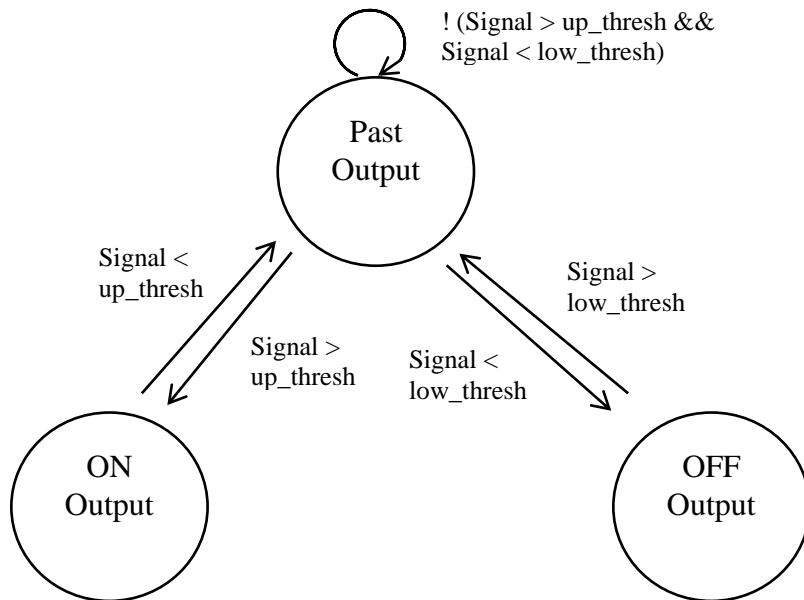 ! (Signal > up_thresh &&
Signal < low_thresh)
Past
Output
Signal <
up_thresh
Signal >
low_thresh
Signal >
up_thresh
Signal <
low_thresh
ON
Output
OFF
Output